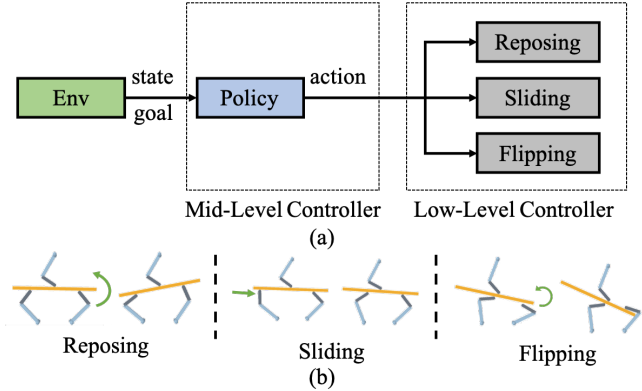 Env
state
goal
Policy
action
Reposing
Sliding
Flipping
Mid-Level Controller
Low-Level Controller
(a)
Reposing
Sliding
Flipping
(b)